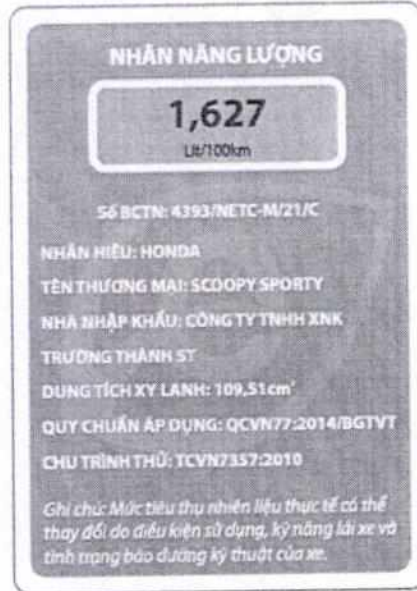 NHÃN NĂNG LƯỢNG
1,627
Lít/100km
Số BCTN: 4393/NETC-M/21/C
NHÃN HIỆU: HONDA
TÊN THƯƠNG MẠI: SCOOPY SPORTY
NHÀ NHẬP KHẨU: CÔNG TY TNHH XNK
TRƯỜNG THÀNH ST
DUNG TÍCH XY LANH: 109,51cm³
QUY CHUẨN ÁP DỤNG: QCVN77:2014/BGTVT
CHU TRÌNH THỬ: TCVN7357:2010
Ghi chú: Mức tiêu thụ nhiên liệu thực tế có thể
thay đổi do điều kiện sử dụng, kỹ năng lái xe và
tình trạng bảo dưỡng kỹ thuật của xe.